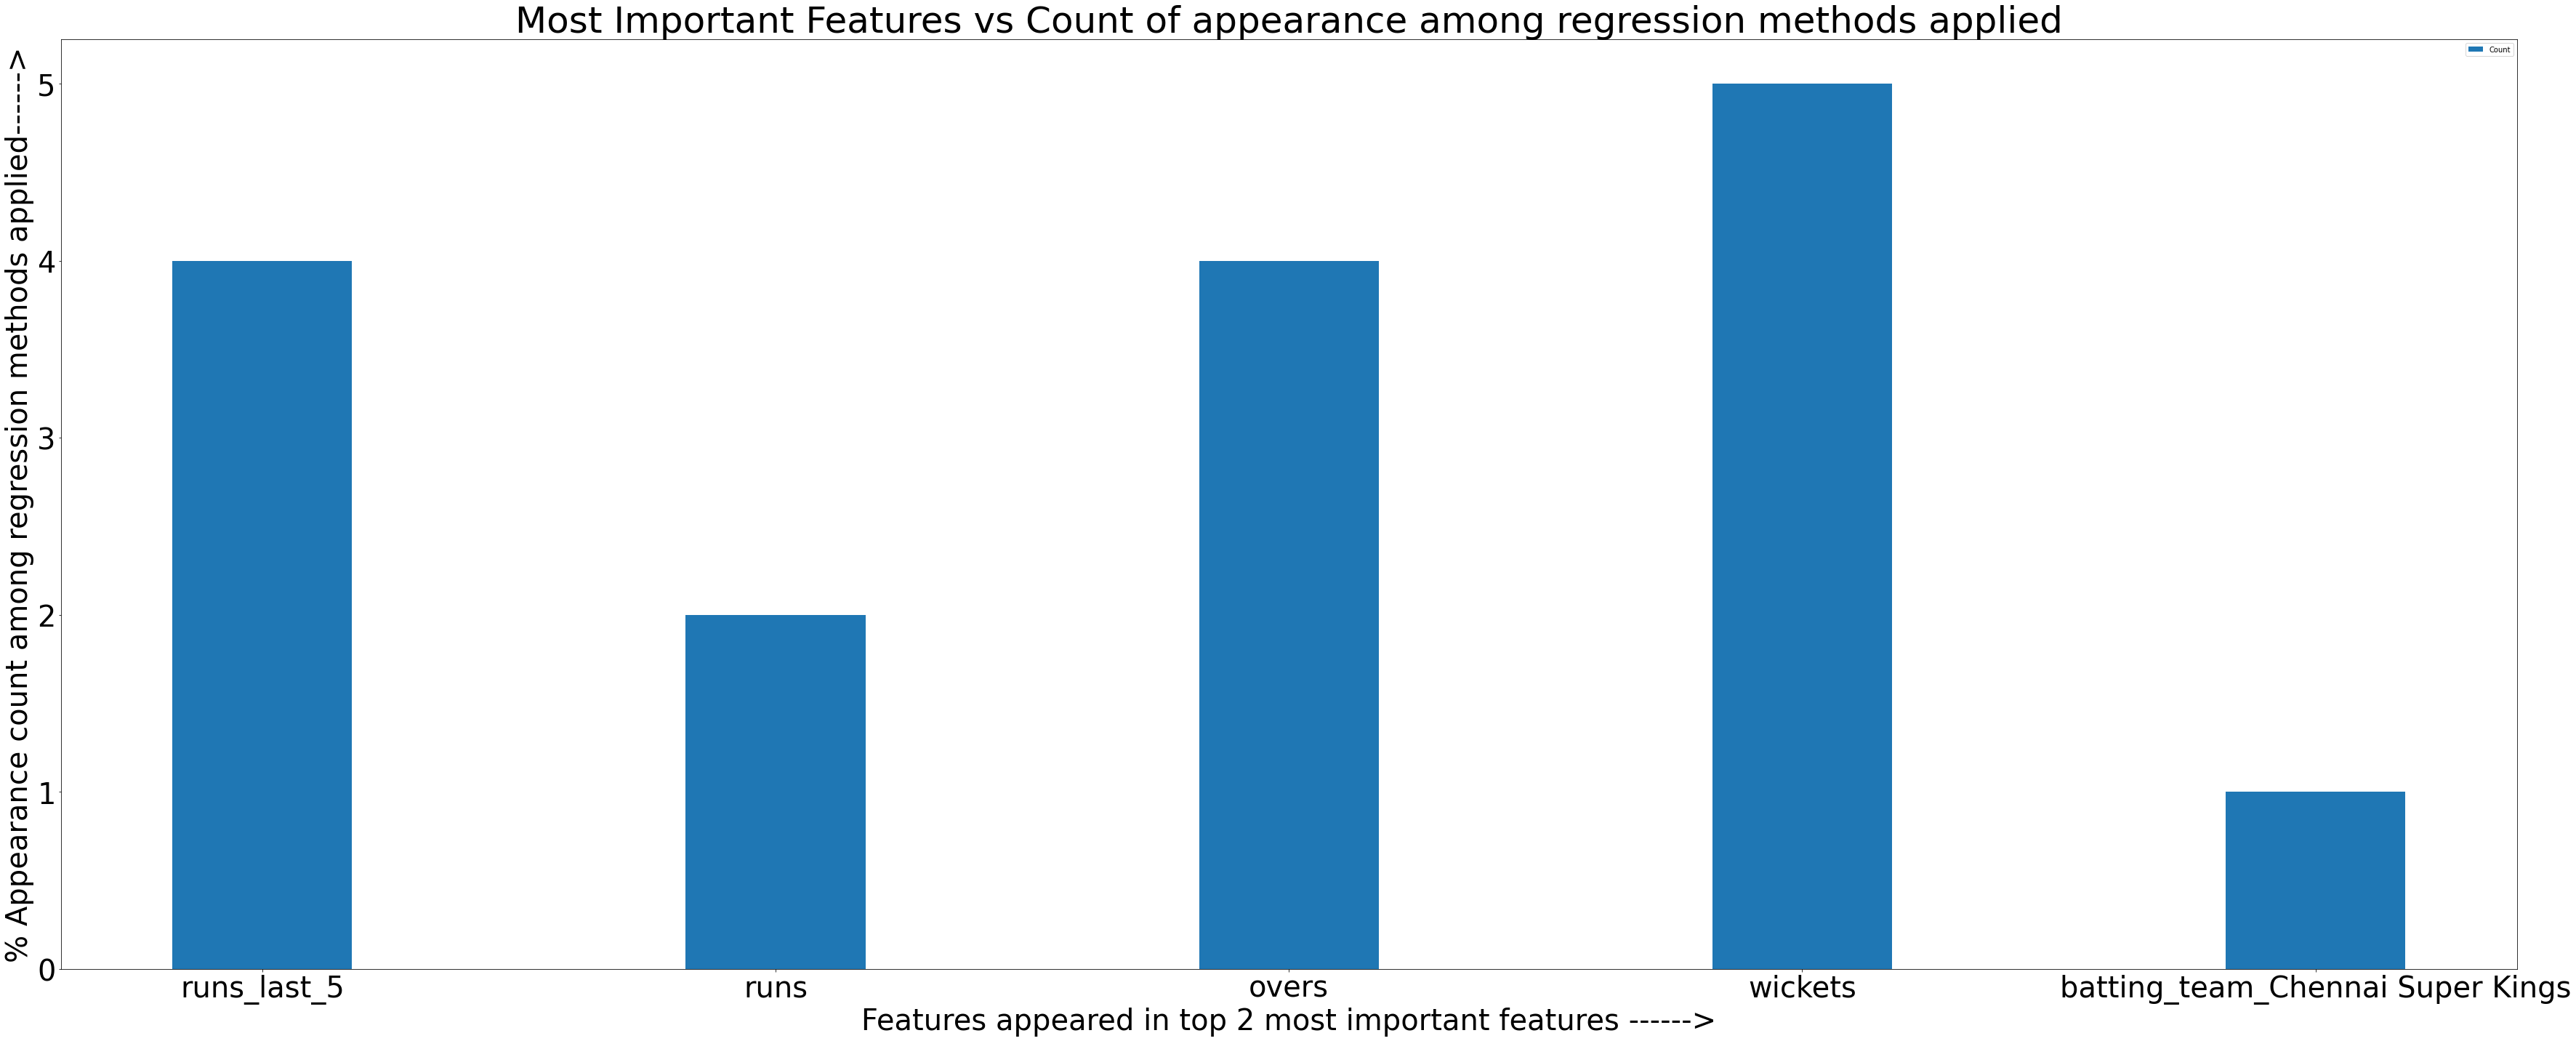 Most Important Features vs Count of appearance among regression methods applied
Count
% Appearance count among regression methods applied------>
5
4
3
2
1
0
runs_last_5
runs
overs
wickets
batting_team_Chennai Super Kings
Features appeared in top 2 most important features ------>